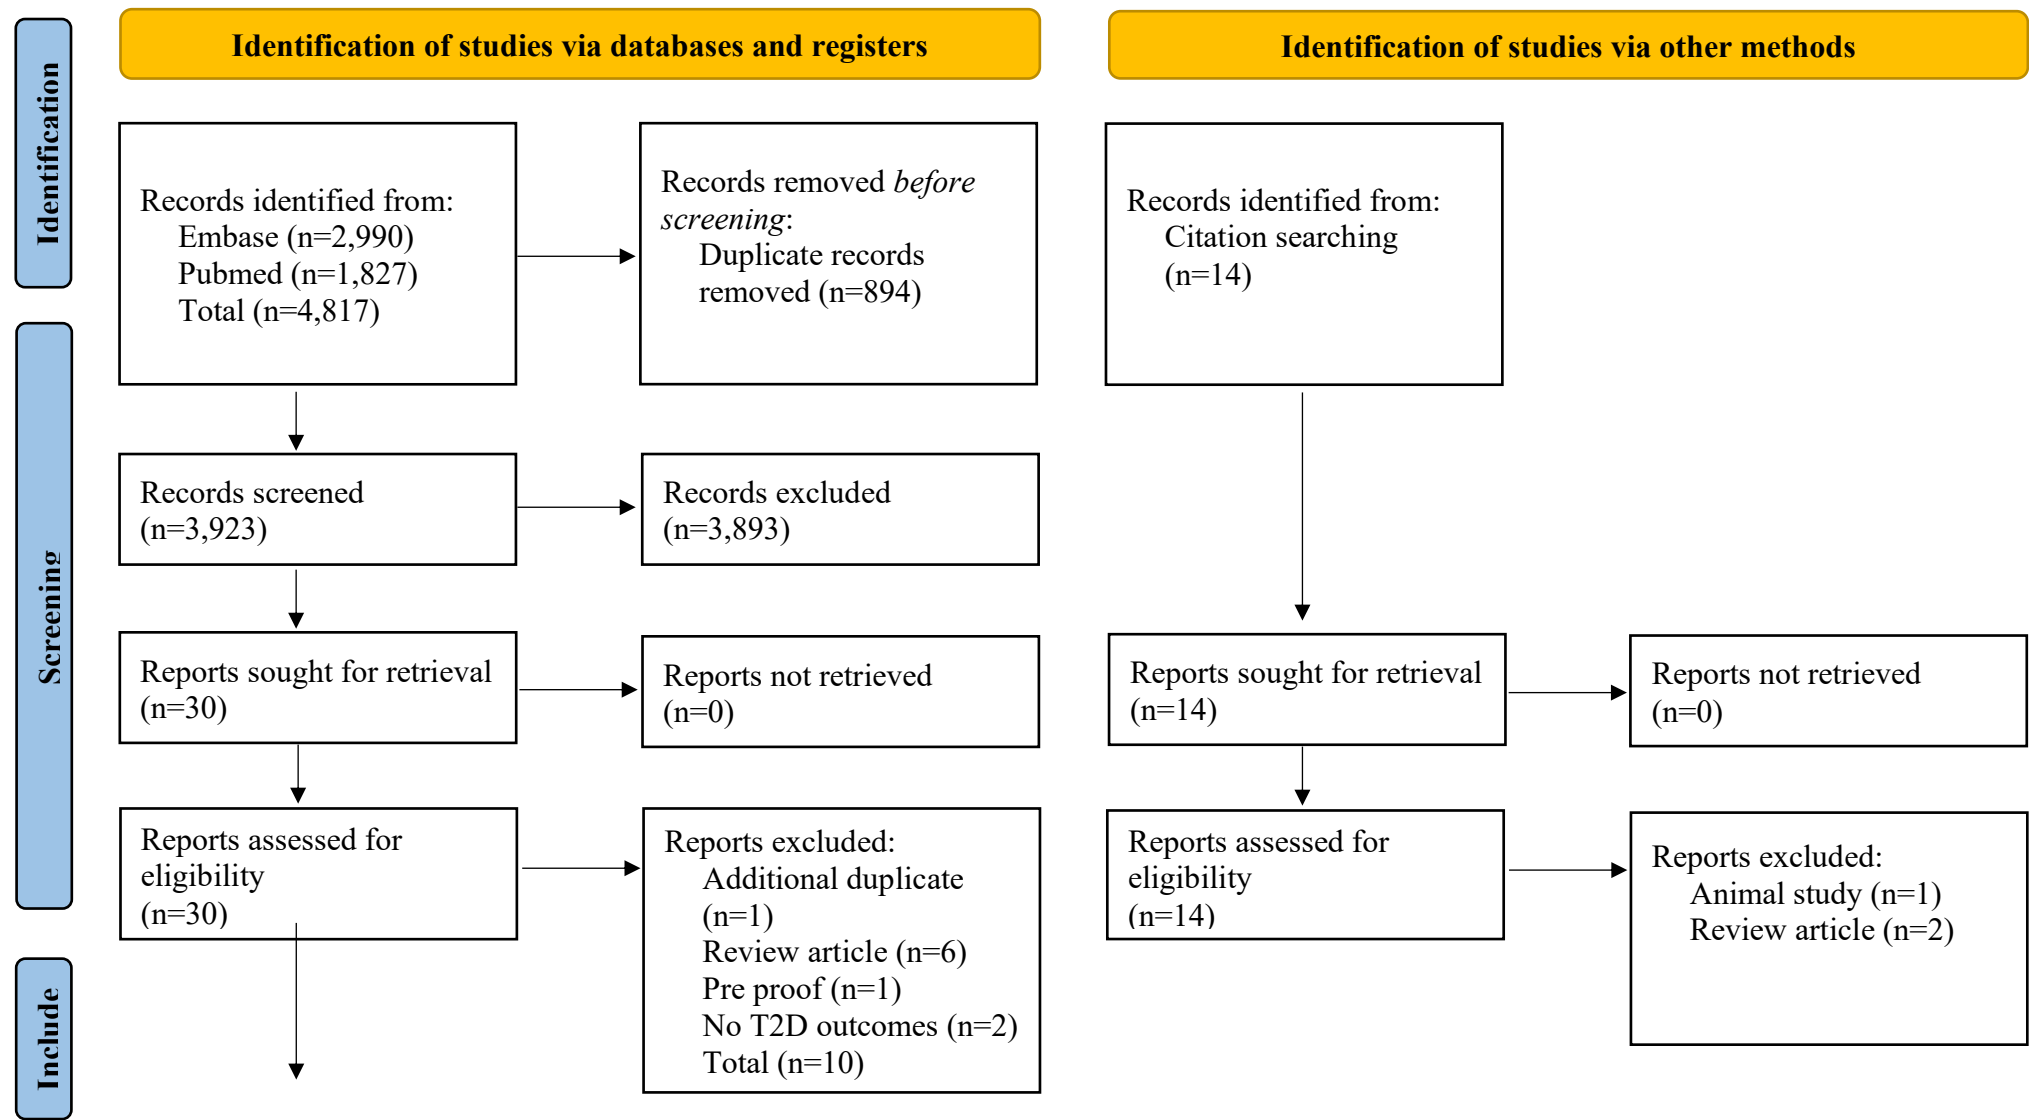 Identification of studies via databases and registers
Identification of studies via other methods
Identification
Records identified from:
Embase (n=2,990)
Pubmed (n=1,827)
Total (n=4,817)
Records removed before
screening:
Duplicate records
removed (n=894)
Records identified from:
Citation searching
(n=14)
Screening
Records screened
(n=3,923)
Records excluded
(n=3,893)
Reports sought for retrieval
(n=30)
Reports not retrieved
(n=0)
Reports sought for retrieval
(n=14)
Reports not retrieved
(n=0)
Reports assessed for
eligibility
(n=30)
Reports excluded:
Additional duplicate
(n=1)
Review article (n=6)
Pre proof (n=1)
No T2D outcomes (n=2)
Total (n=10)
Reports assessed for
eligibility
(n=14)
Reports excluded:
Animal study (n=1)
Review article (n=2)
Include